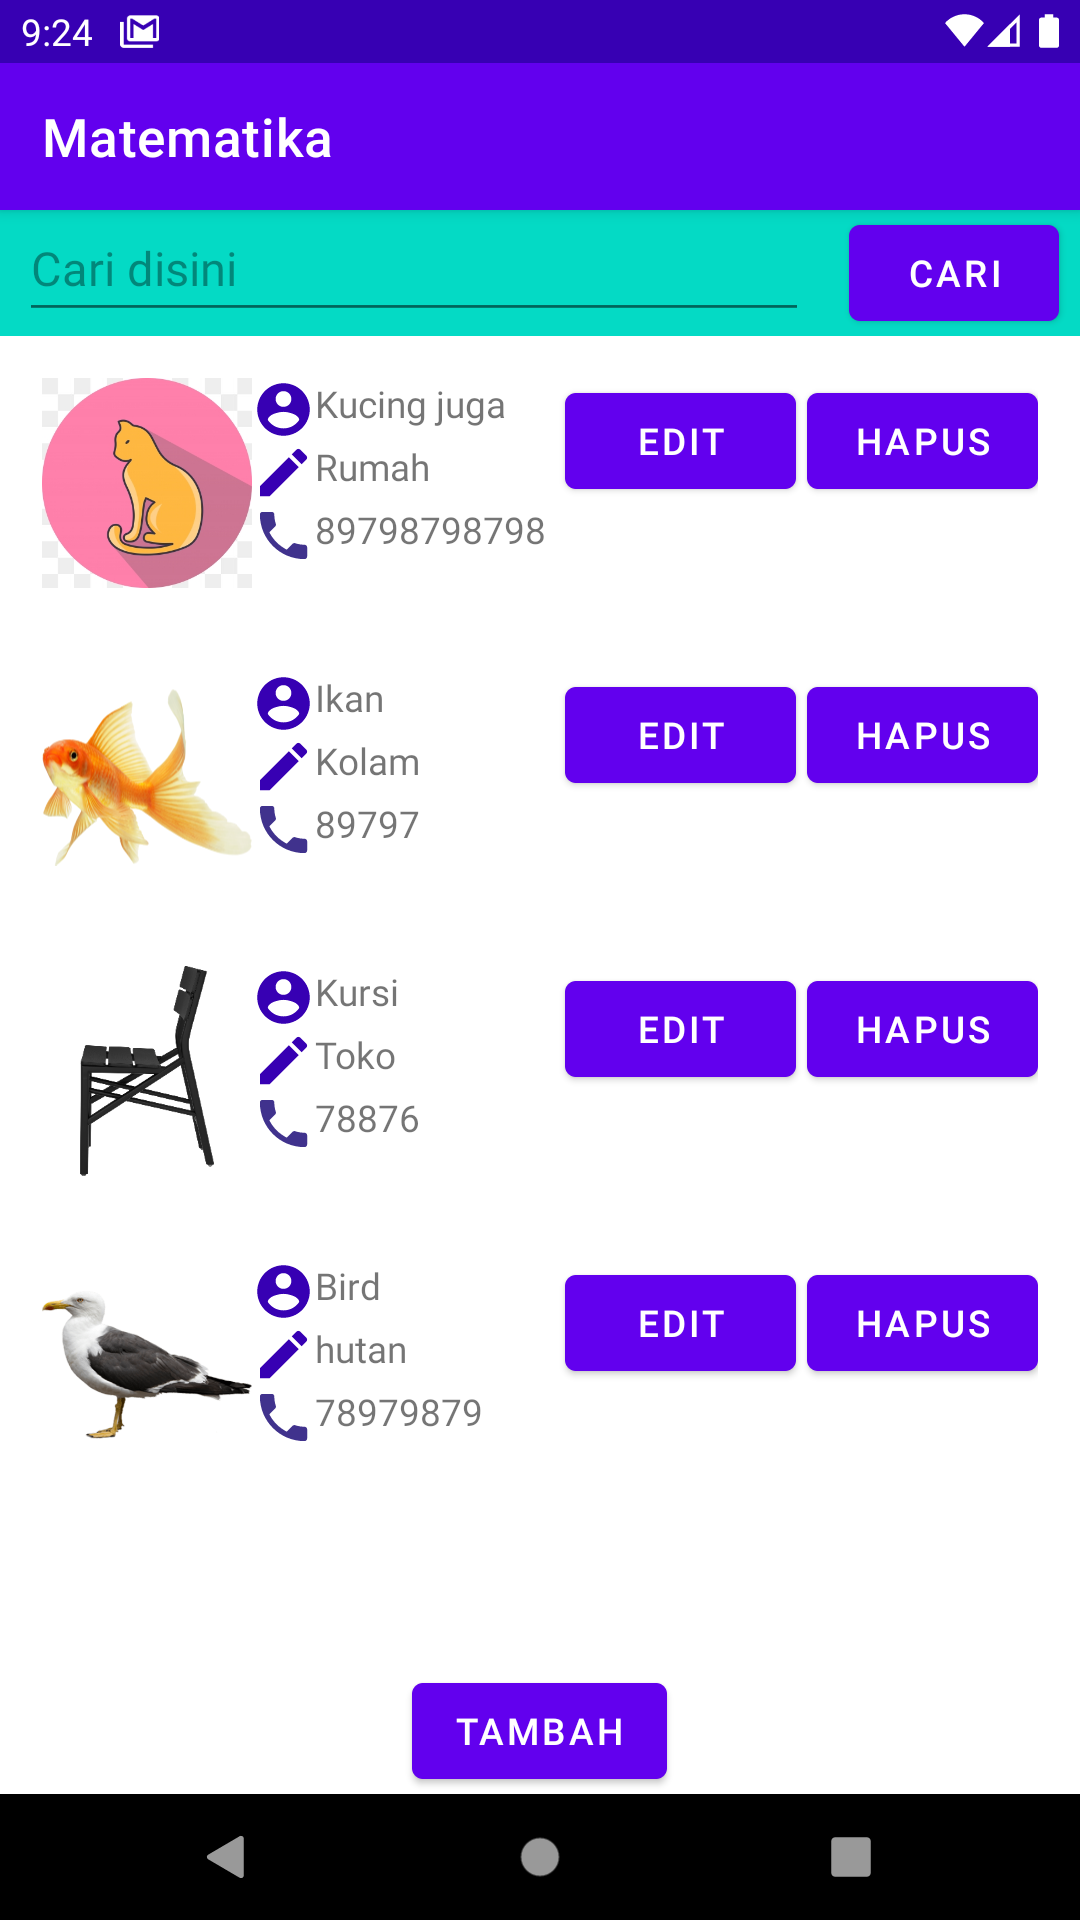 9:24
Matematika
Cari disini
CARI
Kucing juga
Rumah
89798798798
EDIT
HAPUS
Ikan
Kolam
89797
EDIT
HAPUS
Kursi
Toko
78876
EDIT
HAPUS
Bird
hutan
78979879
EDIT
HAPUS
TAMBAH